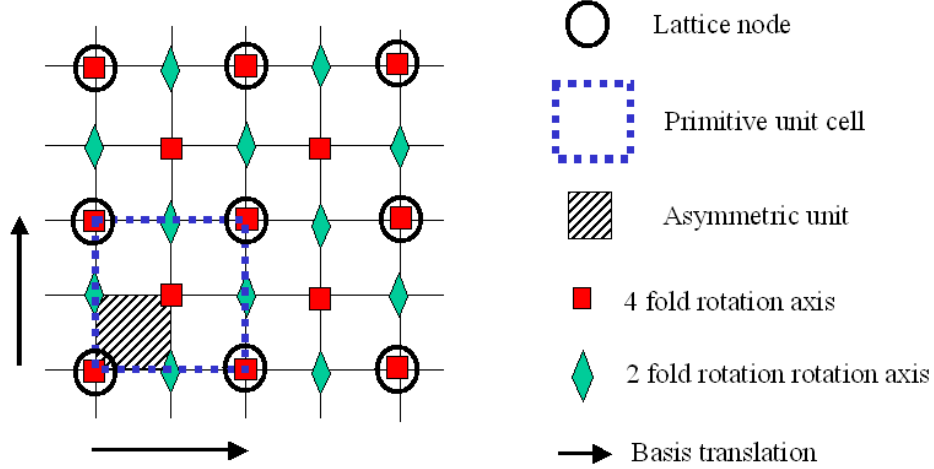 Lattice node
Primitive unit cell
Asymmetric unit
4 fold rotation axis
2 fold rotation rotation axis
Basis translation